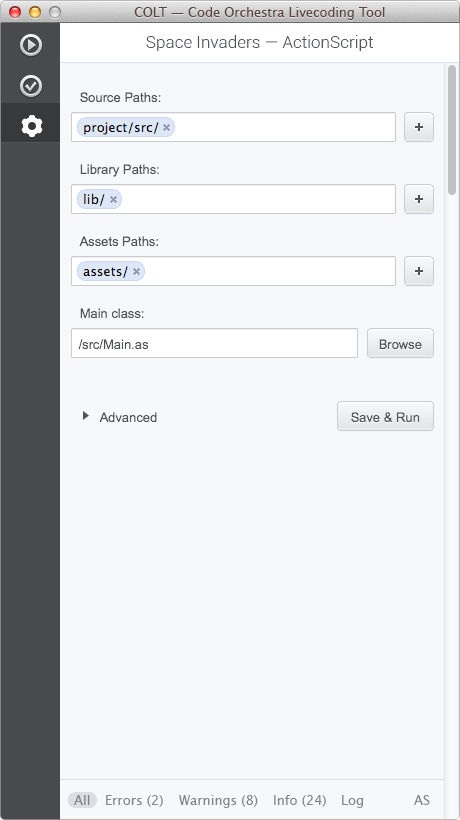 COLT — Code Orchestra Livecoding Tool
Space Invaders — ActionScript
Source Paths:
project/src/ × +
Library Paths:
lib/ × +
Assets Paths:
assets/ × +
Main class:
/src/Main.as Browse
Advanced Save & Run
All Errors (2) Warnings (8) Info (24) Log AS